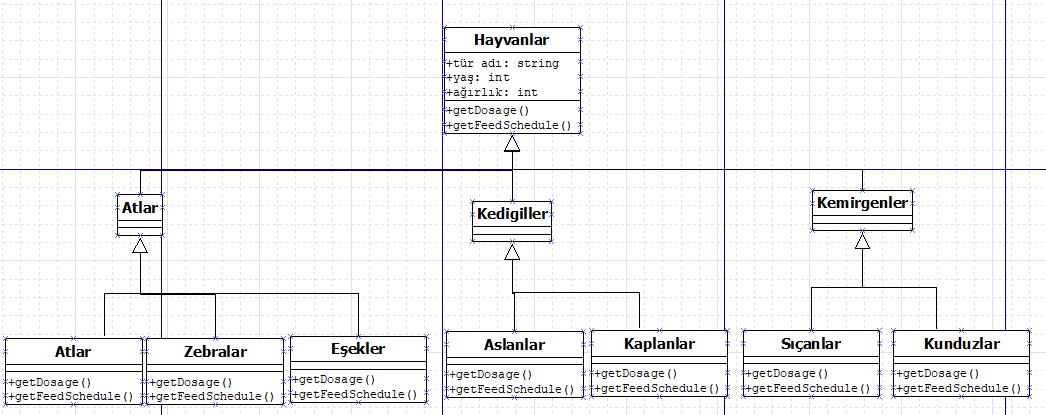 Hayvanlar
+tür adı: string
+yaş: int
+ağırlık: int
+getDosage()
+getFeedSchedule()
Atlar
Kedigiller
Kemirgenler
Atlar
+getDosage()
+getFeedSchedule()
Zebralar
+getDosage()
+getFeedSchedule()
Eşekler
+getDosage()
+getFeedSchedule()
Aslanlar
+getDosage()
+getFeedSchedule()
Kaplanlar
+getDosage()
+getFeedSchedule()
Sıçanlar
+getDosage()
+getFeedSchedule()
Kunduzlar
+getDosage()
+getFeedSchedule()